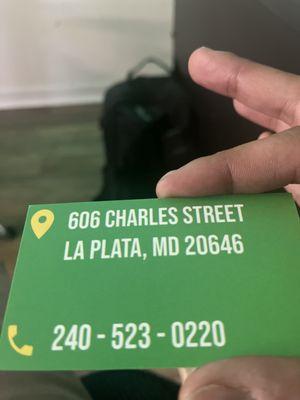 606 CHARLES STREET
LA PLATA, MD 20646
240 - 523 - 0220